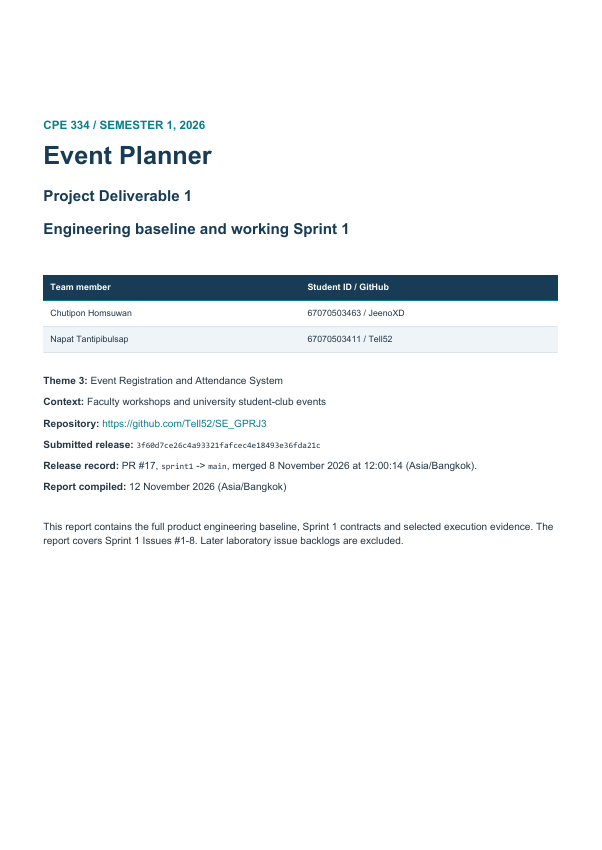 CPE 334 / SEMESTER 1, 2026
Event Planner
Project Deliverable 1
Engineering baseline and working Sprint 1
Team member Student ID / GitHub
Chutipon Homsuwan 67070503463 / JeenoXD
Napat Tantipibulsap 67070503411 / Tell52
Theme 3: Event Registration and Attendance System
Context: Faculty workshops and university student-club events
Repository: https://github.com/Tell52/SE_GPRJ3
Submitted release: 3f60d7ce26c4a93321fafcec4e18493e36fda21c
Release record: PR #17, sprint1 -> main, merged 8 November 2026 at 12:00:14 (Asia/Bangkok).
Report compiled: 12 November 2026 (Asia/Bangkok)
This report contains the full product engineering baseline, Sprint 1 contracts and selected execution evidence. The
report covers Sprint 1 Issues #1-8. Later laboratory issue backlogs are excluded.